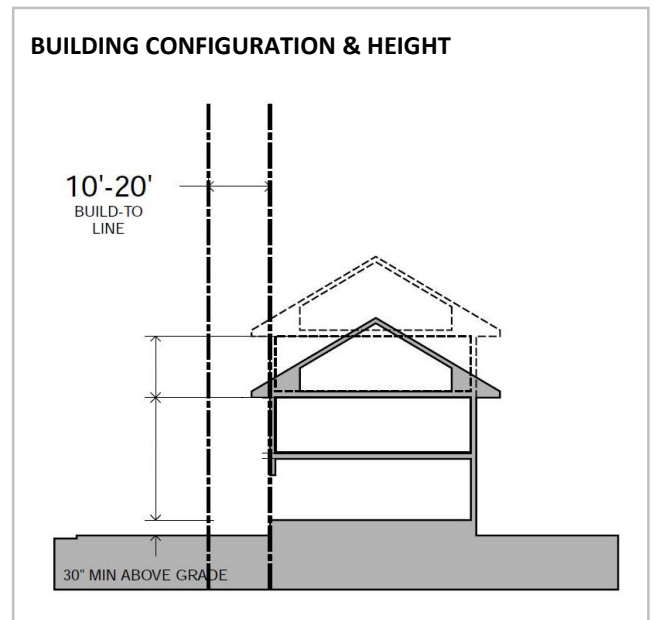 BUILDING CONFIGURATION & HEIGHT
10'-20'
BUILD-TO
LINE
30" MIN ABOVE GRADE